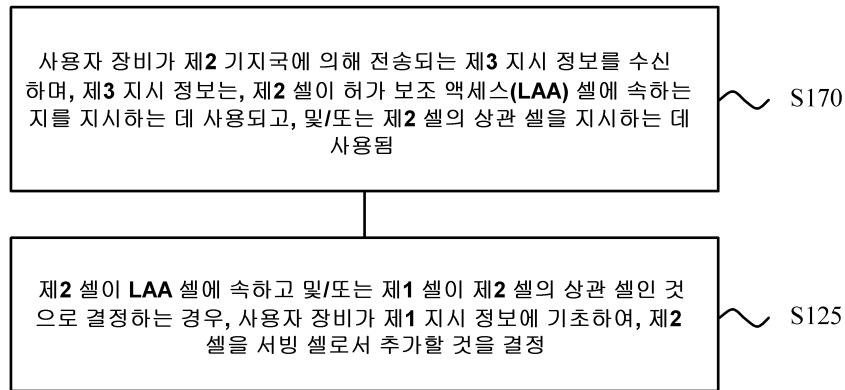 사용자 장비가 제2 기지국에 의해 전송되는 제3 지시 정보를 수신
하며, 제3 지시 정보는, 제2 셀이 허가 보조 액세스(LAA) 셀에 속하는
지를 지시하는 데 사용되고, 및/또는 제2 셀의 상관 셀을 지시하는 데
사용됨
S170
제2 셀이 LAA 셀에 속하고 및/또는 제1 셀이 제2 셀의 상관 셀인 것
으로 결정하는 경우, 사용자 장비가 제1 지시 정보에 기초하여, 제2
셀을 서빙 셀로서 추가할 것을 결정
S125